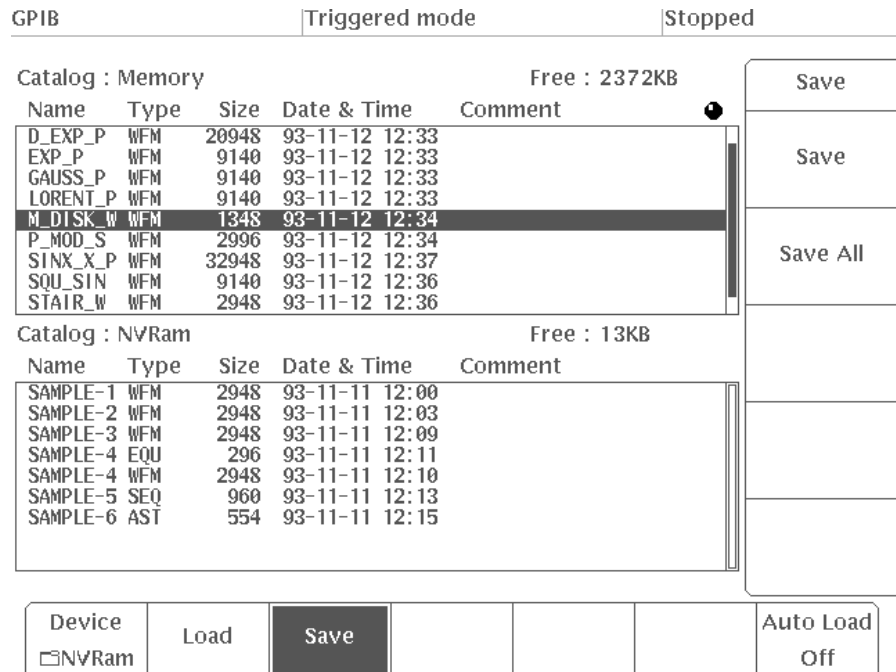 GPIB Triggered mode Stopped
Catalog : Memory Free : 2372KB
Name Type Size Date & Time Comment
D_EXP_P WFM 20948 93-11-12 12:33
EXP_P WFM 9140 93-11-12 12:33
GAUSS_P WFM 9140 93-11-12 12:33
LORENT_P WFM 9140 93-11-12 12:33
M_DISK_W WFM 1348 93-11-12 12:34
P_MOD_S WFM 2996 93-11-12 12:34
SINX_X_P WFM 32948 93-11-12 12:37
SQU_SIN WFM 9140 93-11-12 12:36
STAIR_W WFM 2948 93-11-12 12:36
Catalog : NVRam Free : 13KB
Name Type Size Date & Time Comment
SAMPLE-1 WFM 2948 93-11-11 12:00
SAMPLE-2 WFM 2948 93-11-11 12:03
SAMPLE-3 WFM 2948 93-11-11 12:09
SAMPLE-4 EQU 296 93-11-11 12:11
SAMPLE-4 WFM 2948 93-11-11 12:10
SAMPLE-5 SEQ 960 93-11-11 12:13
SAMPLE-6 AST 554 93-11-11 12:15
Save
Save
Save All
Device
NVRam
Load
Save
Auto Load
Off